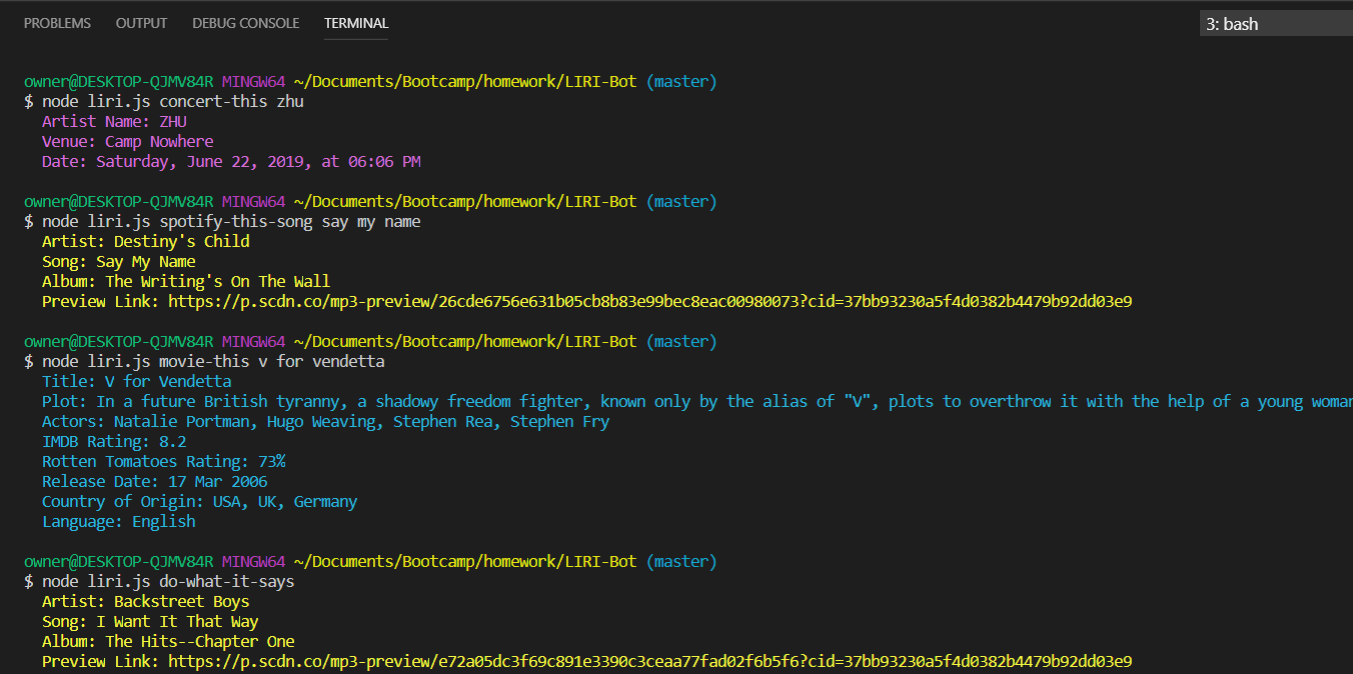 PROBLEMS OUTPUT DEBUG CONSOLE TERMINAL 3: bash
owner@DESKTOP-QJMV84R MINGW64 ~/Documents/Bootcamp/homework/LIRI-Bot (master)
$ node liri.js concert-this zhu
Artist Name: ZHU
Venue: Camp Nowhere
Date: Saturday, June 22, 2019, at 06:06 PM
owner@DESKTOP-QJMV84R MINGW64 ~/Documents/Bootcamp/homework/LIRI-Bot (master)
$ node liri.js spotify-this-song say my name
Artist: Destiny's Child
Song: Say My Name
Album: The Writing's On The Wall
Preview Link: https://p.scdn.co/mp3-preview/26cde6756e631b05cb8b83e99bec8eac00980073?cid=37bb93230a5f4d0382b4479b92dd03e9
owner@DESKTOP-QJMV84R MINGW64 ~/Documents/Bootcamp/homework/LIRI-Bot (master)
$ node liri.js movie-this v for vendetta
Title: V for Vendetta
Plot: In a future British tyranny, a shadowy freedom fighter, known only by the alias of "V", plots to overthrow it with the help of a young woman
Actors: Natalie Portman, Hugo Weaving, Stephen Rea, Stephen Fry
IMDB Rating: 8.2
Rotten Tomatoes Rating: 73%
Release Date: 17 Mar 2006
Country of Origin: USA, UK, Germany
Language: English
owner@DESKTOP-QJMV84R MINGW64 ~/Documents/Bootcamp/homework/LIRI-Bot (master)
$ node liri.js do-what-it-says
Artist: Backstreet Boys
Song: I Want It That Way
Album: The Hits--Chapter One
Preview Link: https://p.scdn.co/mp3-preview/e72a05dc3f69c891e3390c3ceaa77fad02f6b5f6?cid=37bb93230a5f4d0382b4479b92dd03e9